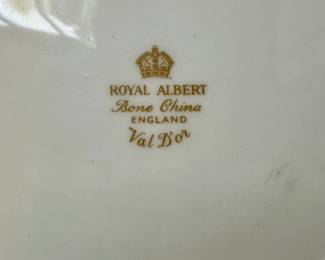 ROYAL ALBERT
Bone China
ENGLAND
Val D'or